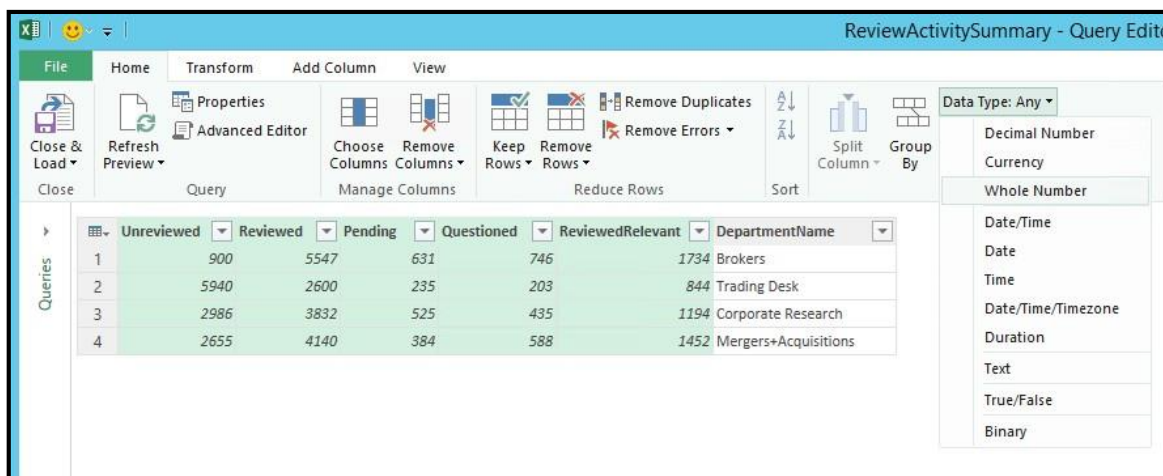 ReviewActivitySummary - Query Edito
File Home Transform Add Column View
Close & Load
Close
Refresh Preview
Properties
Advanced Editor
Query
Choose Columns
Remove Columns
Manage Columns
Keep Rows
Remove Rows
Remove Duplicates
Remove Errors
Reduce Rows
A Z
Z A
Sort
Split Column
Group By
Data Type: Any
Decimal Number
Currency
Whole Number
Date/Time
Date
Time
Date/Time/Timezone
Duration
Text
True/False
Binary
Queries
Unreviewed Reviewed Pending Questioned ReviewedRelevant DepartmentName
1 900 5547 631 746 1734 Brokers
2 5940 2600 235 203 844 Trading Desk
3 2986 3832 525 435 1194 Corporate Research
4 2655 4140 384 588 1452 Mergers+Acquisitions